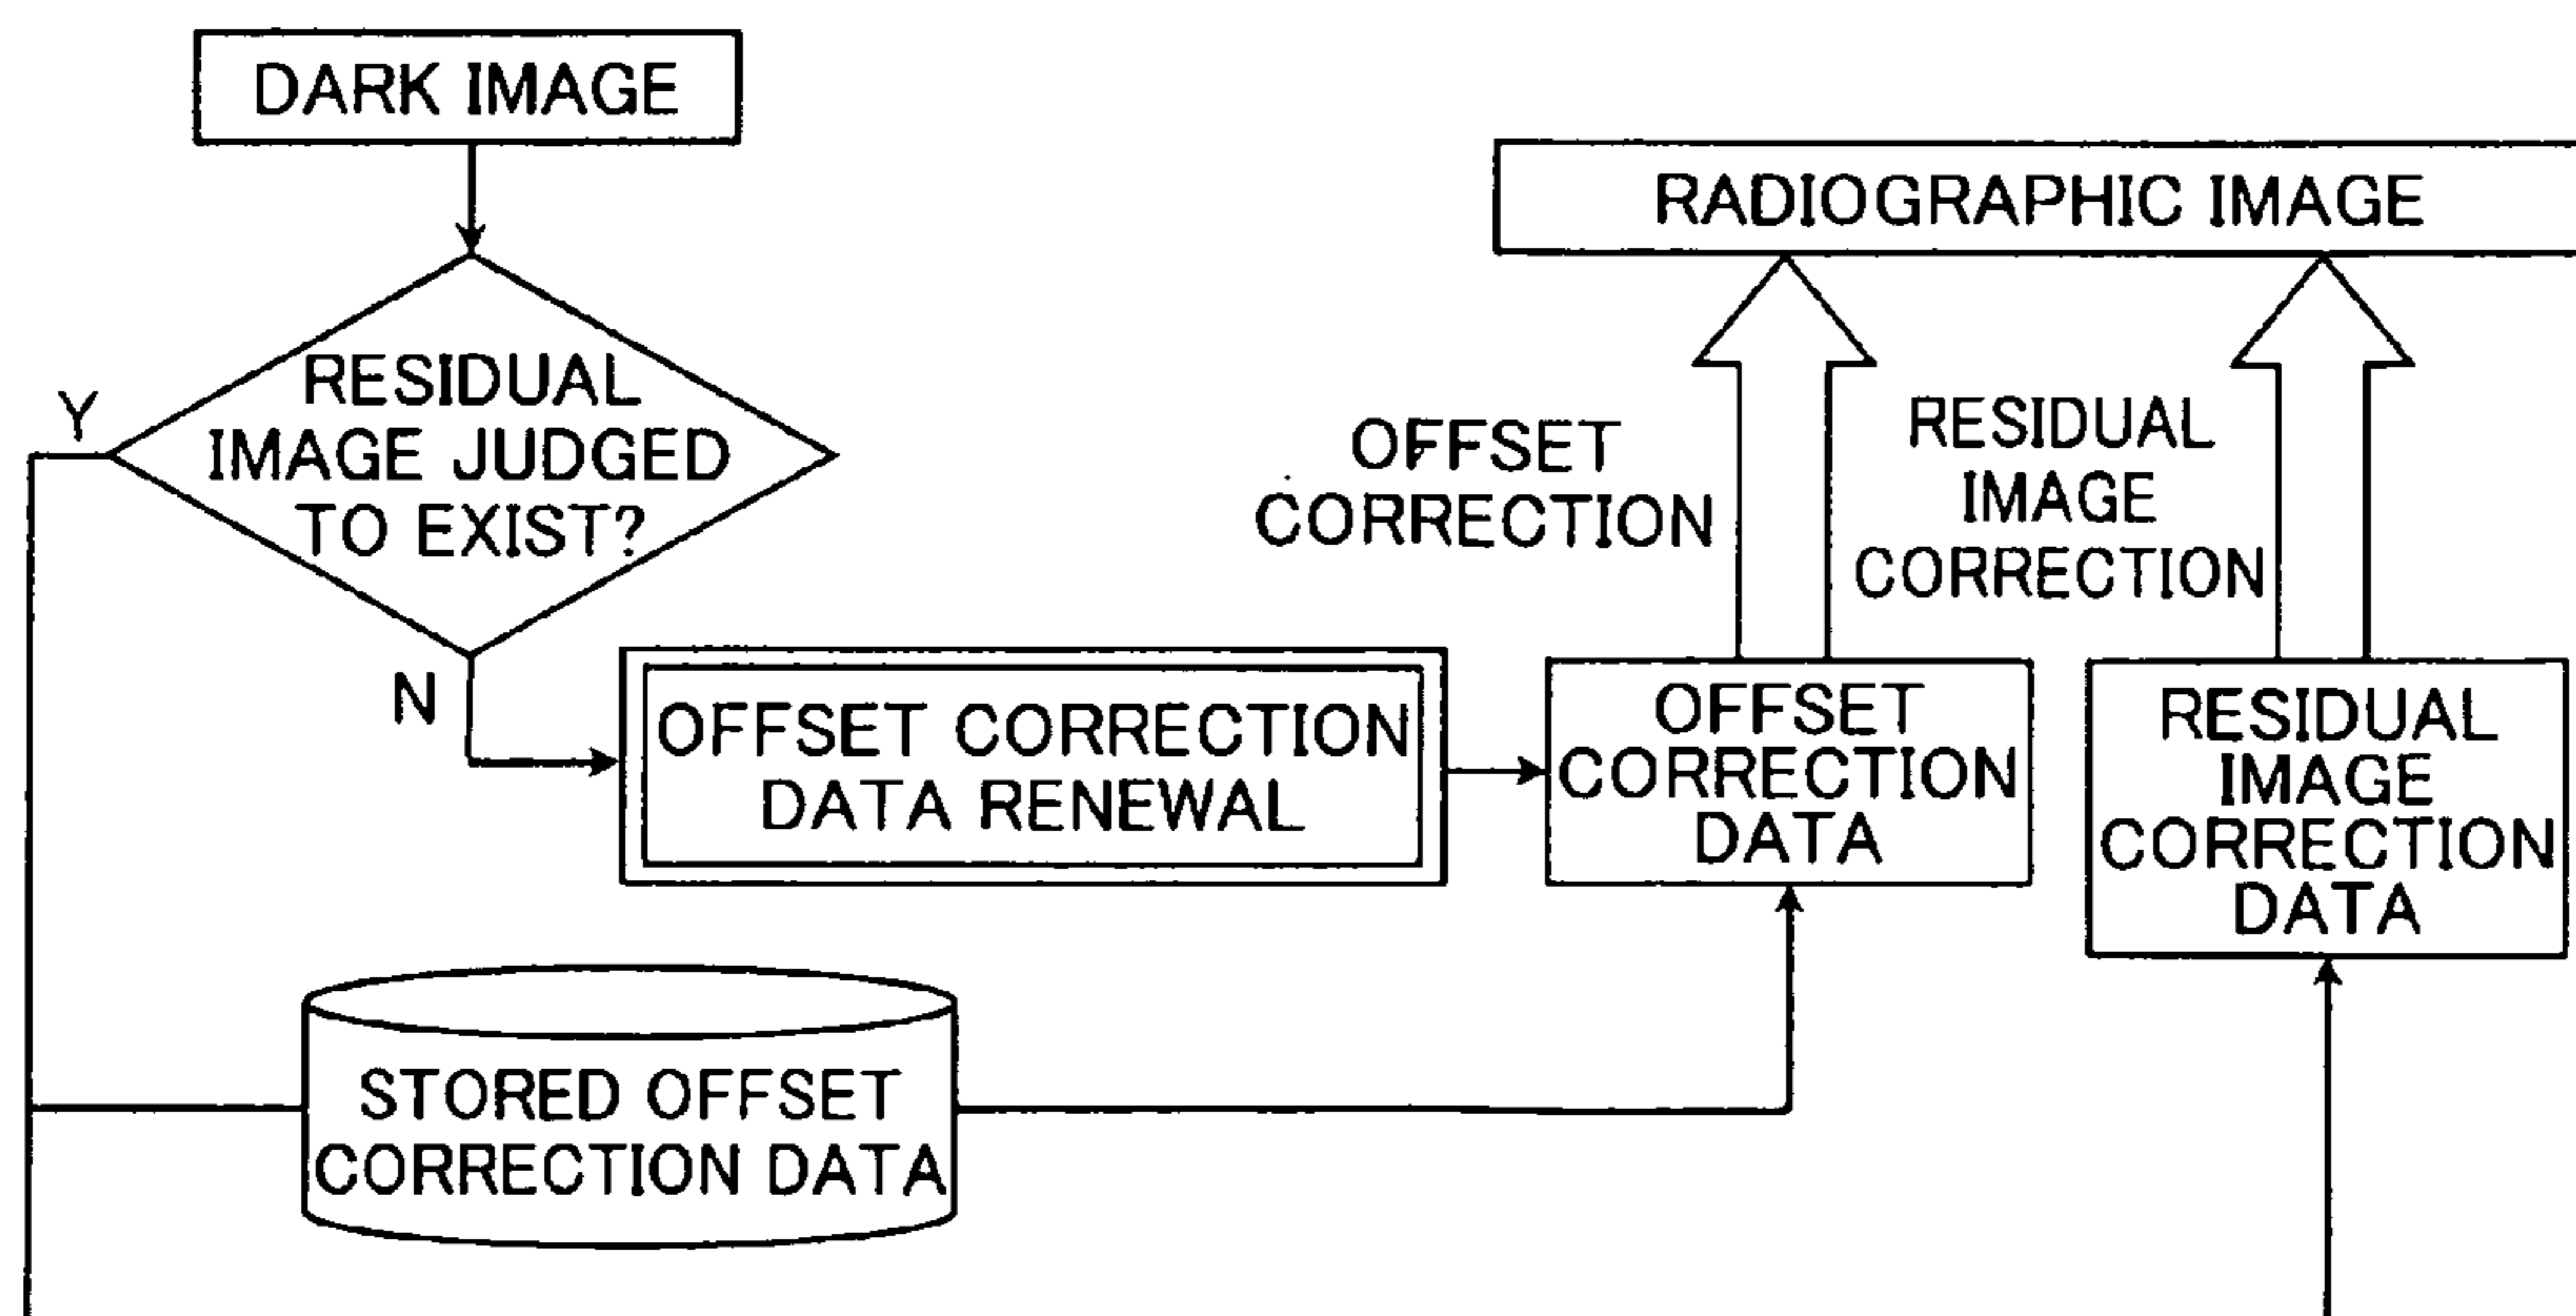 DARK IMAGE
RADIOGRAPHIC IMAGE
RESIDUAL
IMAGE JUDGED
TO EXIST?
Y
N
OFFSET
CORRECTION
RESIDUAL
IMAGE
CORRECTION
OFFSET CORRECTION
DATA RENEWAL
OFFSET
CORRECTION
DATA
RESIDUAL
IMAGE
CORRECTION
DATA
STORED OFFSET
CORRECTION DATA